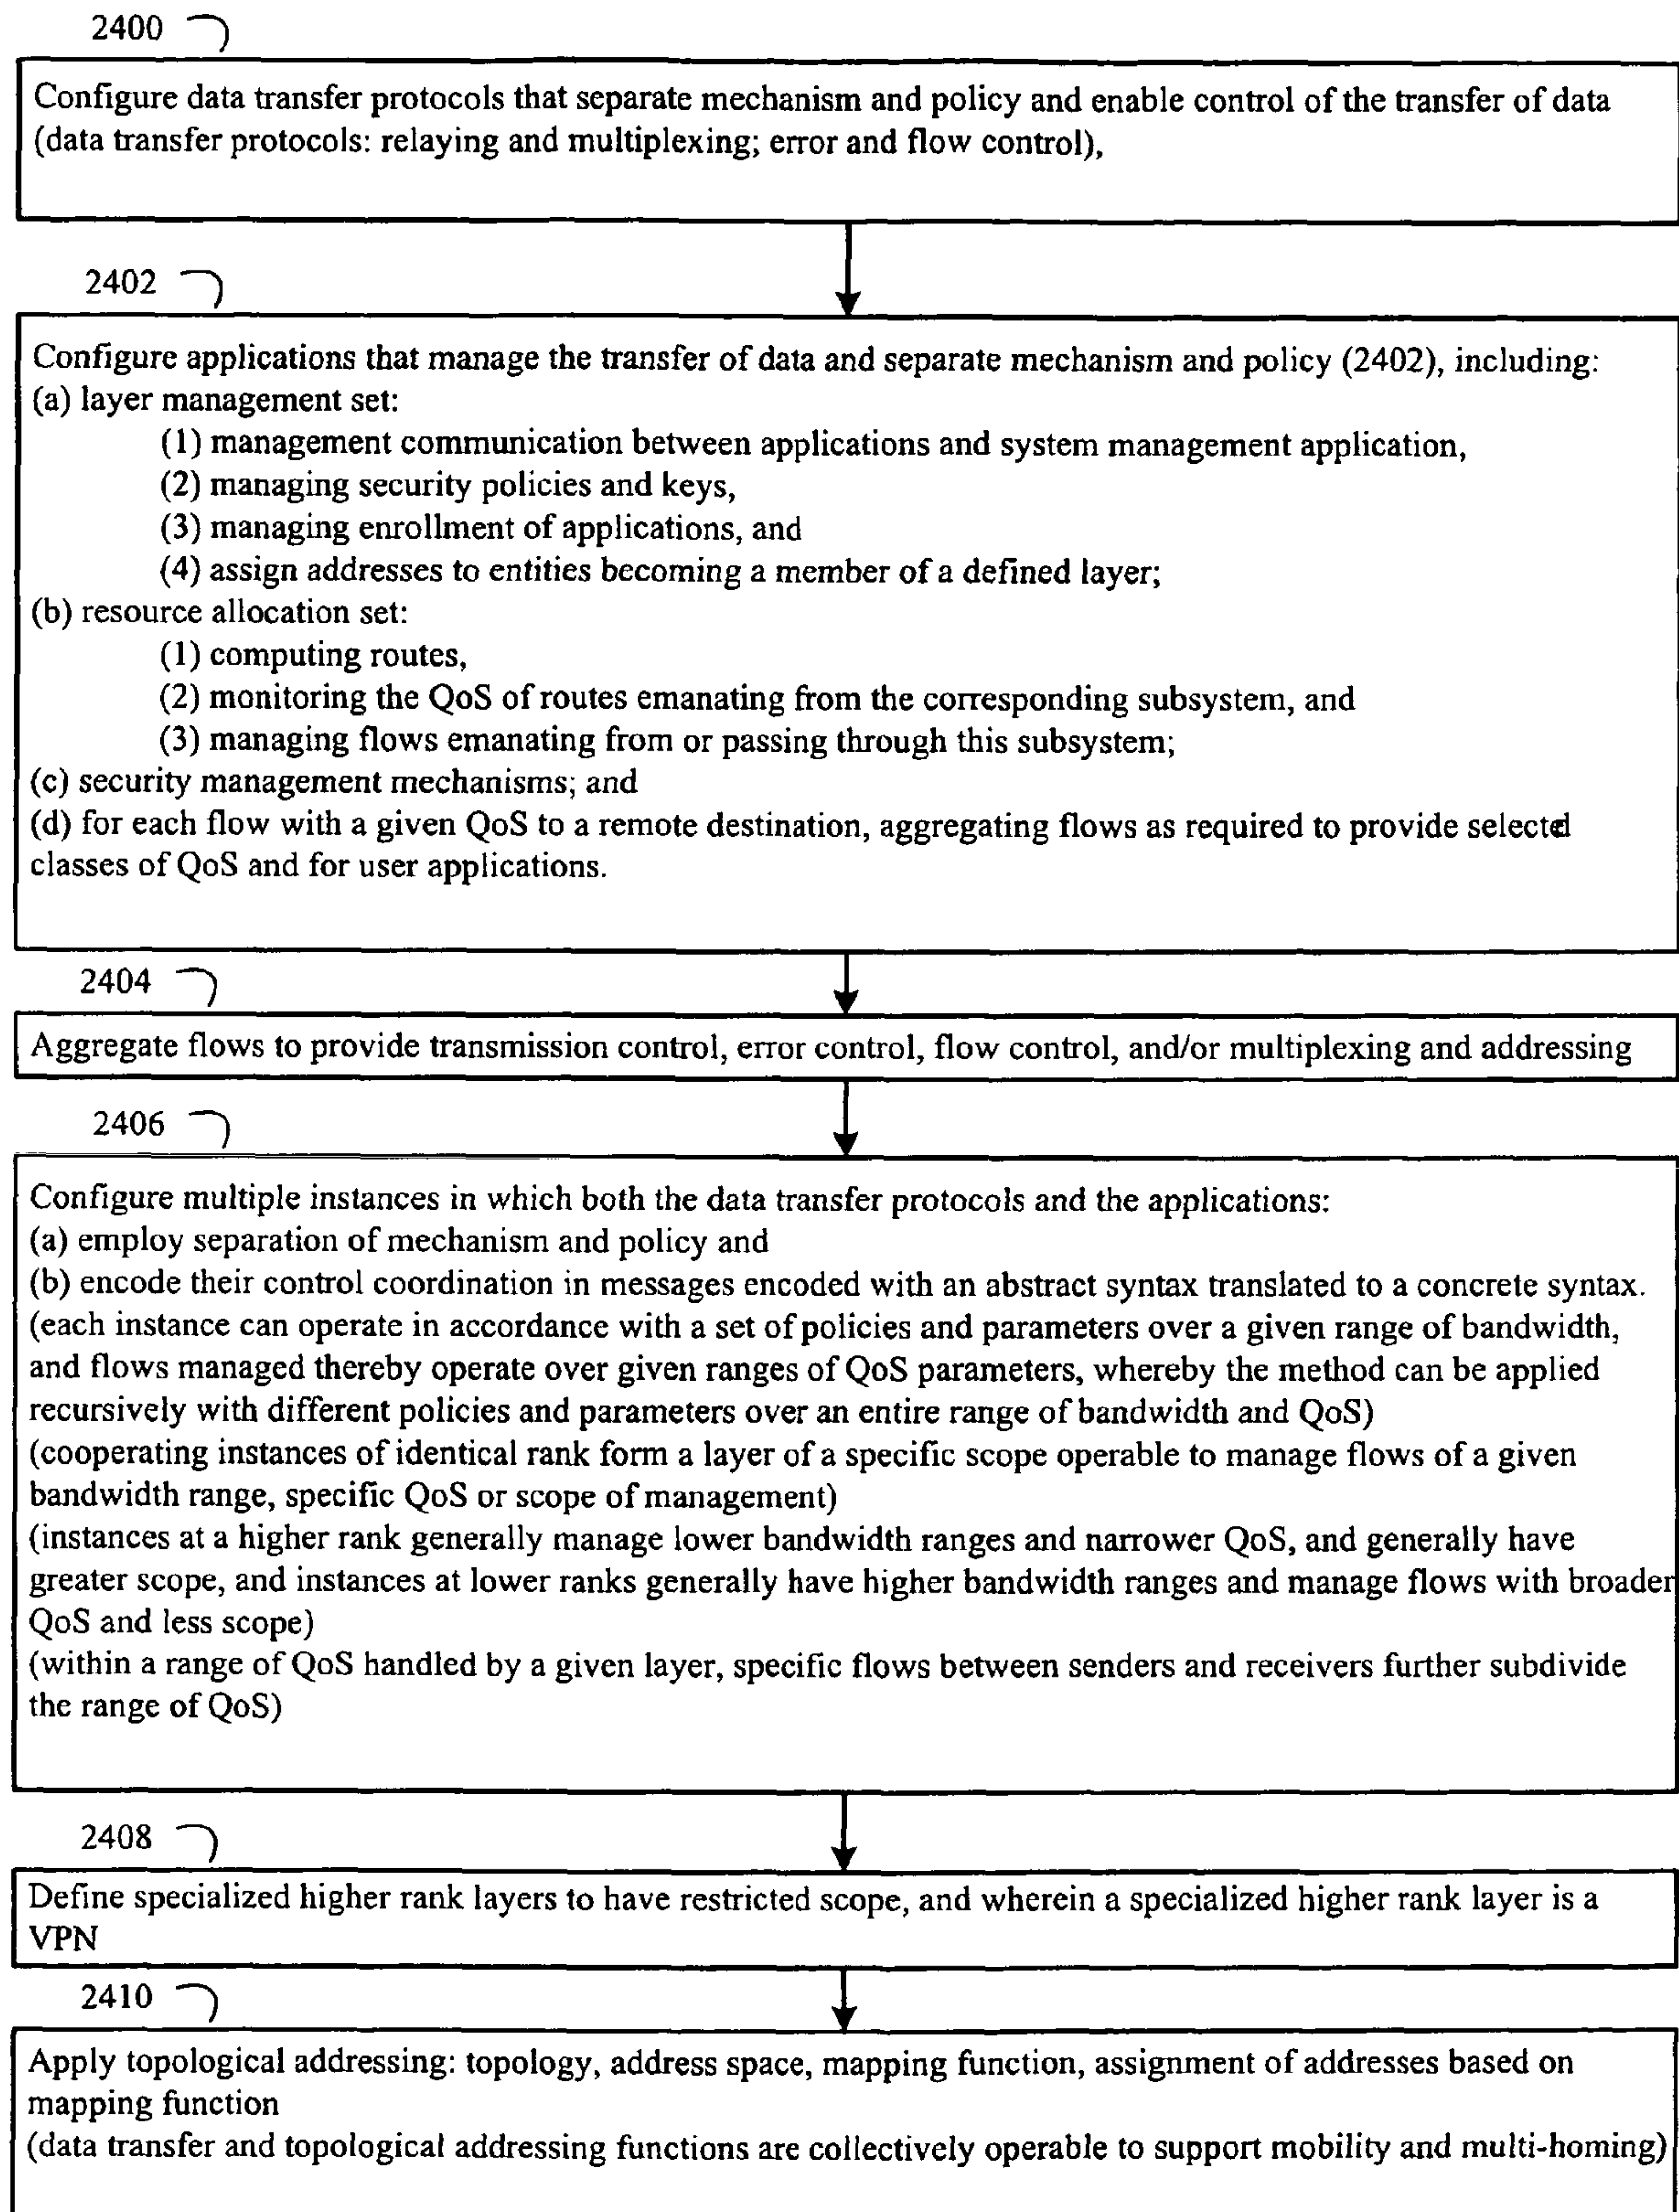 2400
Configure data transfer protocols that separate mechanism and policy and enable control of the transfer of data
(data transfer protocols: relaying and multiplexing; error and flow control),
2402
Configure applications that manage the transfer of data and separate mechanism and policy (2402), including:
(a) layer management set:
(1) management communication between applications and system management application,
(2) managing security policies and keys,
(3) managing enrollment of applications, and
(4) assign addresses to entities becoming a member of a defined layer;
(b) resource allocation set:
(1) computing routes,
(2) monitoring the QoS of routes emanating from the corresponding subsystem, and
(3) managing flows emanating from or passing through this subsystem;
(c) security management mechanisms; and
(d) for each flow with a given QoS to a remote destination, aggregating flows as required to provide selected
classes of QoS and for user applications.
2404
Aggregate flows to provide transmission control, error control, flow control, and/or multiplexing and addressing
2406
Configure multiple instances in which both the data transfer protocols and the applications:
(a) employ separation of mechanism and policy and
(b) encode their control coordination in messages encoded with an abstract syntax translated to a concrete syntax.
(each instance can operate in accordance with a set of policies and parameters over a given range of bandwidth,
and flows managed thereby operate over given ranges of QoS parameters, whereby the method can be applied
recursively with different policies and parameters over an entire range of bandwidth and QoS)
(cooperating instances of identical rank form a layer of a specific scope operable to manage flows of a given
bandwidth range, specific QoS or scope of management)
(instances at a higher rank generally manage lower bandwidth ranges and narrower QoS, and generally have
greater scope, and instances at lower ranks generally have higher bandwidth ranges and manage flows with broader
QoS and less scope)
(within a range of QoS handled by a given layer, specific flows between senders and receivers further subdivide
the range of QoS)
2408
Define specialized higher rank layers to have restricted scope, and wherein a specialized higher rank layer is a
VPN
2410
Apply topological addressing: topology, address space, mapping function, assignment of addresses based on
mapping function
(data transfer and topological addressing functions are collectively operable to support mobility and multi-homing)